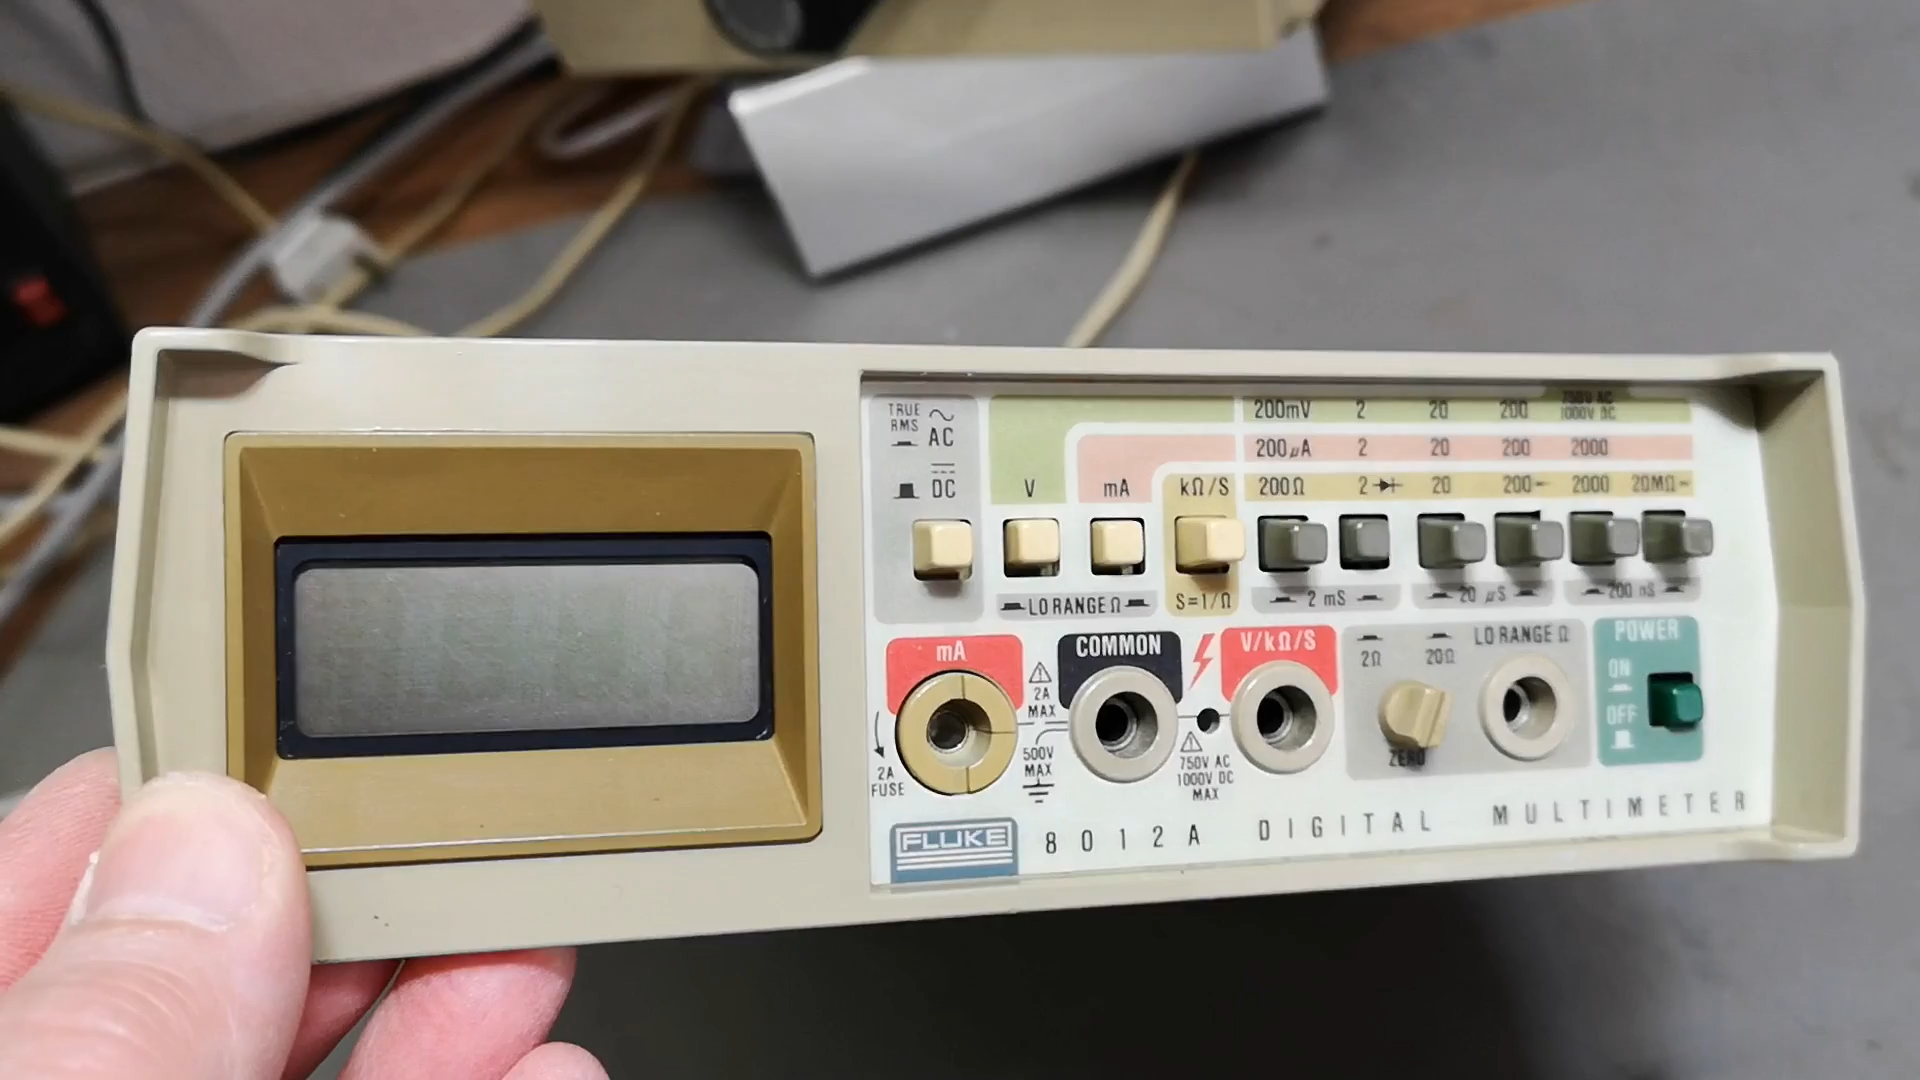 TRUE
RMS
AC
DC
V
mA
kΩ/S
200mV 2 20 200 750V AC
1000V DC
200μA 2 20 200 2000
200Ω 2 20 200 2000 20MΩ
LO RANGE Ω
S=1/Ω
2 mS
20 μS
200 nS
mA
COMMON
V/kΩ/S
2Ω
20Ω
LO RANGE Ω
POWER
ON
OFF
2A
MAX
500V
MAX
750V AC
1000V DC
MAX
2A
FUSE
ZERO
FLUKE
8012A DIGITAL MULTIMETER